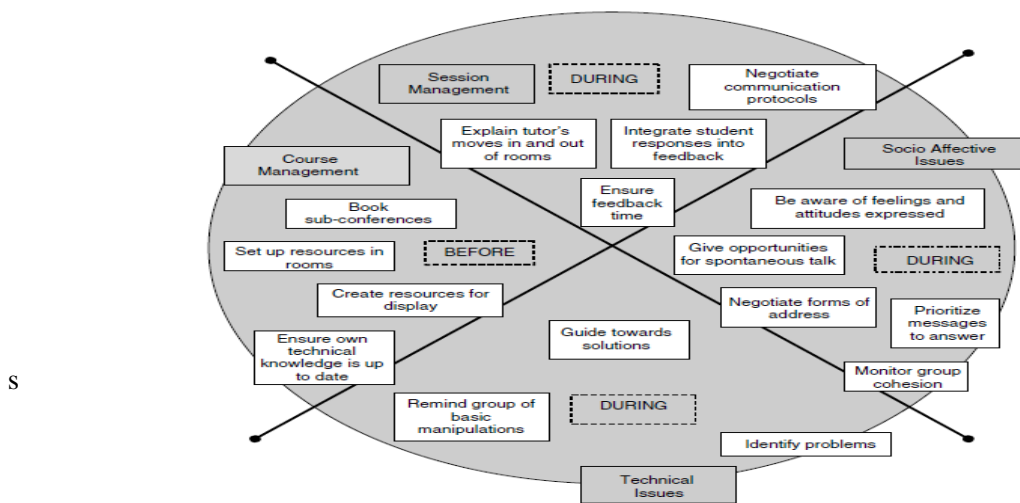 Session
Management
DURING
Negotiate
communication
protocols
Explain tutor's
moves in and out
of rooms
Integrate student
responses into
feedback
Course
Management
Socio Affective
Issues
Ensure
feedback
time
Book
sub-conferences
Be aware of feelings and
attitudes expressed
Set up resources in
rooms
BEFORE
Give opportunities
for spontaneous talk
DURING
Create resources for
display
Negotiate forms of
address
Prioritize
messages
to answer
Ensure own
technical
knowledge is up
to date
Guide towards
solutions
Monitor group
cohesion
s
Remind group of
basic
manipulations
DURING
Identify problems
Technical
Issues